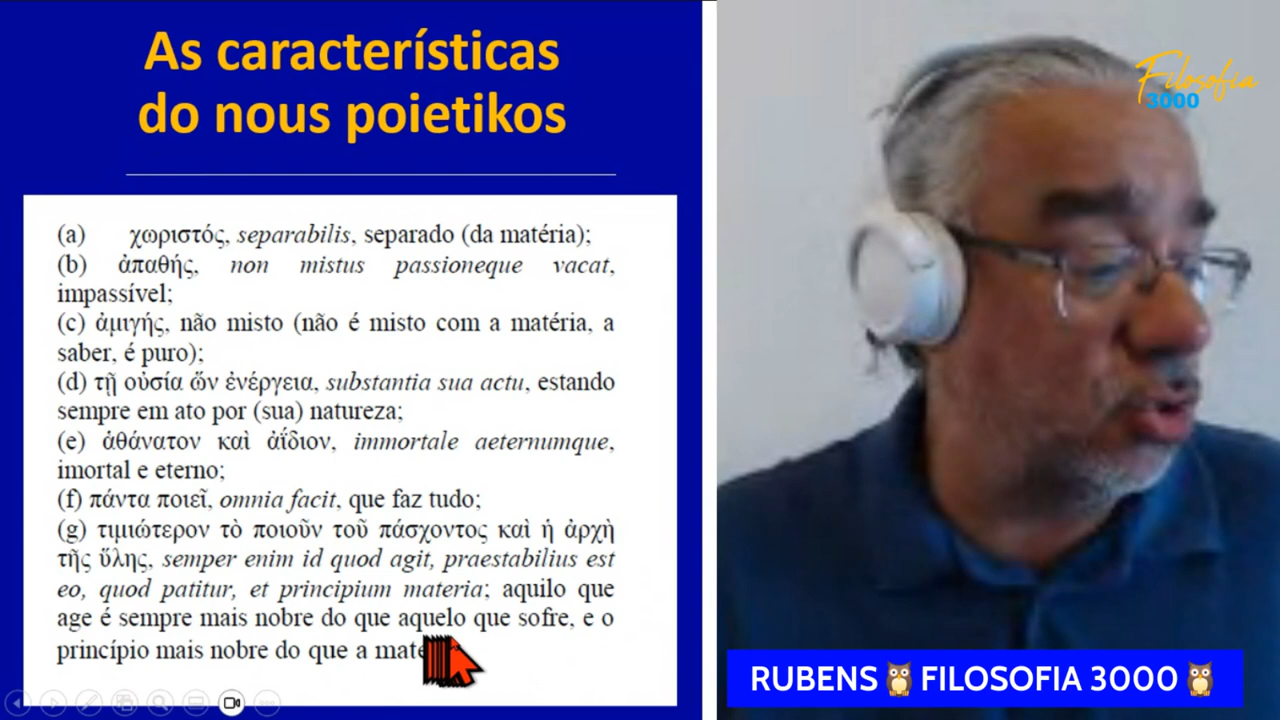 As características
do nous poietikos
(a) χωριστός, separabilis, separado (da matéria);
(b) ἀπαθής, non mistus passioneque vacat,
impassível;
(c) ἀμιγής, não misto (não é misto com a matéria, a
saber, é puro);
(d) τῇ οὐσία ὤν ἐνέργεια, substantia sua actu, estando
sempre em ato por (sua) natureza;
(e) ἀθάνατον καὶ ἀΐδιον, immortale aeternumque,
imortal e eterno;
(f) πάντα ποιεῖ, omnia facit, que faz tudo;
(g) τιμιώτερον τὸ ποιοῦν τοῦ πάσχοντος καὶ ἡ ἀρχὴ
τῆς ὕλης, semper enim id quod agit, praestabilius est
eo, quod patitur, et principium materia; aquilo que
age é sempre mais nobre do que aquelo que sofre, e o
princípio mais nobre do que a mate
Filosofia
3000
RUBENS FILOSOFIA 3000